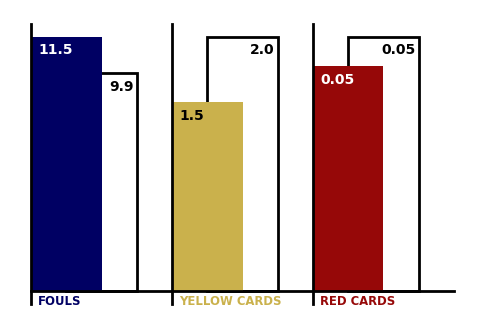 11.5
9.9
FOULS
1.5
2.0
YELLOW CARDS
0.05
0.05
RED CARDS